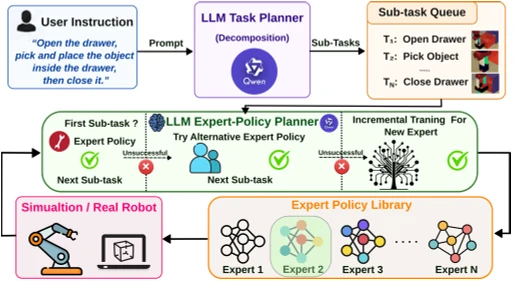 User Instruction
"Open the drawer,
pick and place the object
inside the drawer,
then close it."
Prompt
LLM Task Planner
(Decomposition)
Qwen
Sub-Tasks
Sub-task Queue
T₁: Open Drawer
T₂: Pick Object
....
Tɴ: Close Drawer
First Sub-task ?
Expert Policy
Next Sub-task
Unsuccessful
LLM Expert-Policy Planner
Qwen
Try Alternative Expert Policy
Next Sub-task
Unsuccessful
Incremental Traning For
New Expert
Simualtion / Real Robot
Expert Policy Library
Expert 1
Expert 2
Expert 3
....
Expert N